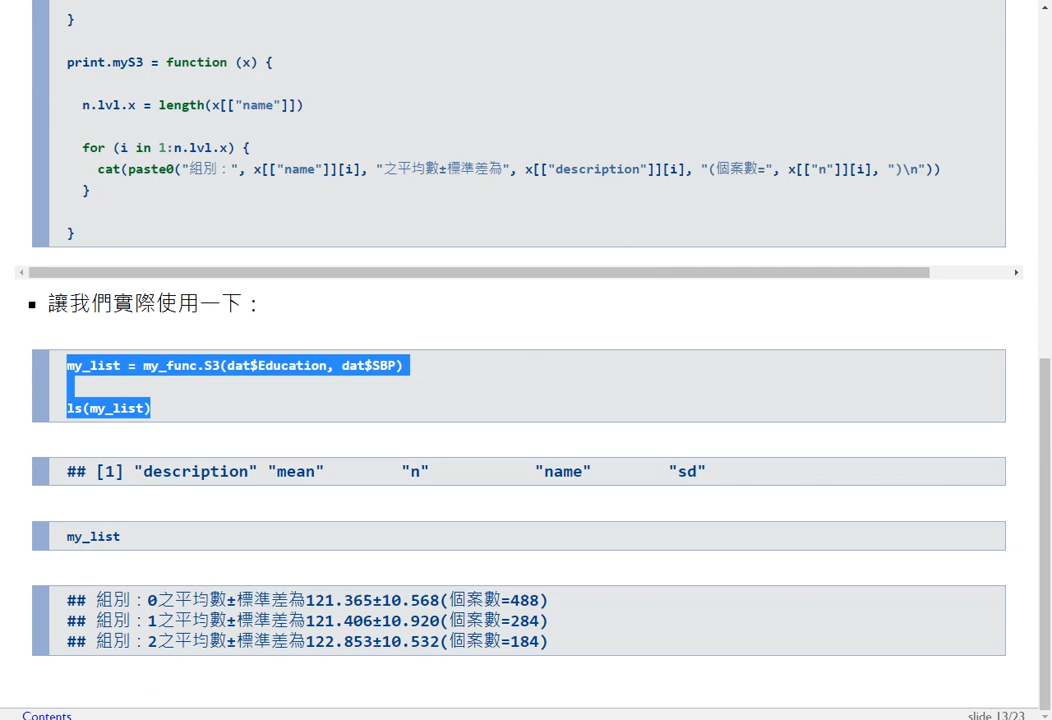 }
print.myS3 = function (x) {
n.lvl.x = length(x[["name"]])
for (i in 1:n.lvl.x) {
cat(paste0("組別：", x[["name"]][i], "之平均數±標準差為", x[["description"]][i], "(個案數=", x[["n"]][i], ")\n"))
}
}
▪ 讓我們實際使用一下：
my_list = my_func.S3(dat$Education, dat$SBP)
ls(my_list)
## [1] "description" "mean" "n" "name" "sd"
my_list
## 組別：0之平均數±標準差為121.365±10.568(個案數=488)
## 組別：1之平均數±標準差為121.406±10.920(個案數=284)
## 組別：2之平均數±標準差為122.853±10.532(個案數=184)
Contents slide 13/23